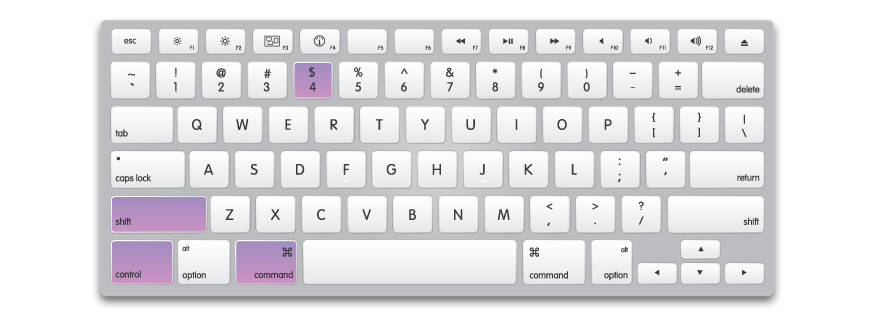 esc F1 F2 F3 F4 F5 F6 F7 F8 F9 F10 F11 F12
~ ! @ # $ % ^ & * ( ) – +
` 1 2 3 4 5 6 7 8 9 0 - = delete
tab Q W E R T Y U I O P { [ } ] | \
caps lock A S D F G H J K L : ; " ' return
shift Z X C V B N M < , > . ? / shift
control alt option ⌘ command ⌘ command alt option